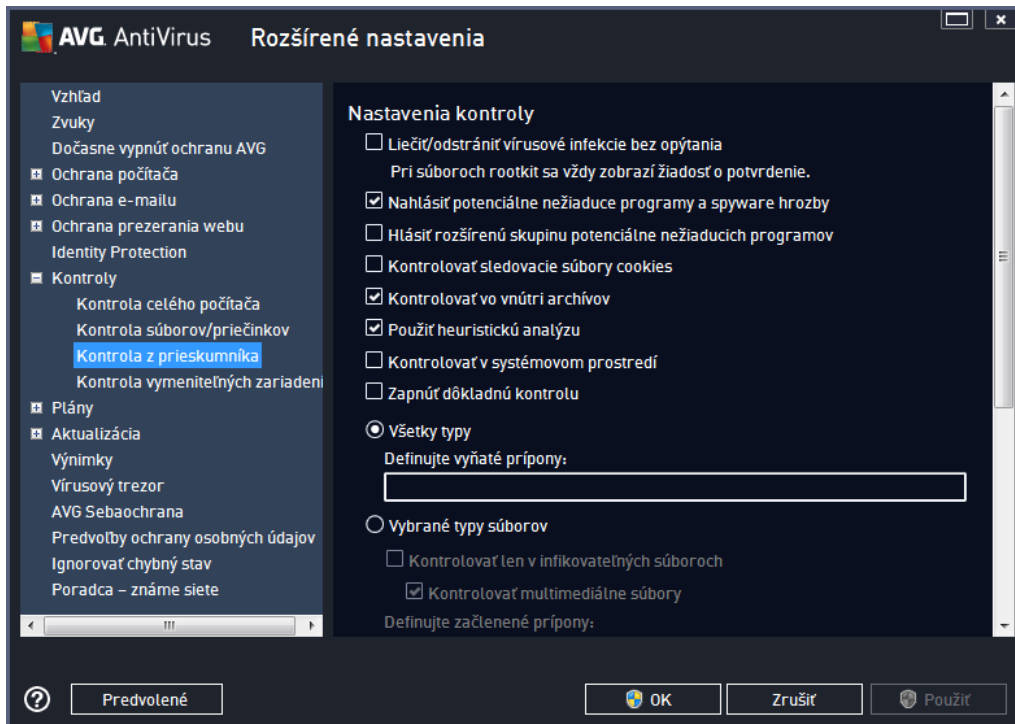 AVG. AntiVirus Rozšírené nastavenia
Vzhľad
Zvuky
Dočasne vypnúť ochranu AVG
Ochrana počítača
Ochrana e-mailu
Ochrana prezerania webu
Identity Protection
Kontroly
Kontrola celého počítača
Kontrola súborov/priečinkov
Kontrola z prieskumníka
Kontrola vymeniteľných zariadení
Plány
Aktualizácia
Výnimky
Vírusový trezor
AVG Sebaochrana
Predvoľby ochrany osobných údajov
Ignorovať chybný stav
Poradca – známe siete
Nastavenia kontroly
Liečiť/odstrániť vírusové infekcie bez opýtania
Pri súboroch rootkit sa vždy zobrazí žiadosť o potvrdenie.
Nahlásiť potenciálne nežiaduce programy a spyware hrozby
Hlásiť rozšírenú skupinu potenciálne nežiaducich programov
Kontrolovať sledovacie súbory cookies
Kontrolovať vo vnútri archívov
Použiť heuristickú analýzu
Kontrolovať v systémovom prostredí
Zapnúť dôkladnú kontrolu
Všetky typy
Definujte vyňaté prípony:
Vybrané typy súborov
Kontrolovať len v infikovateľných súboroch
Kontrolovať multimediálne súbory
Definujte začlenené prípony:
Predvolené
OK
Zrušiť
Použiť